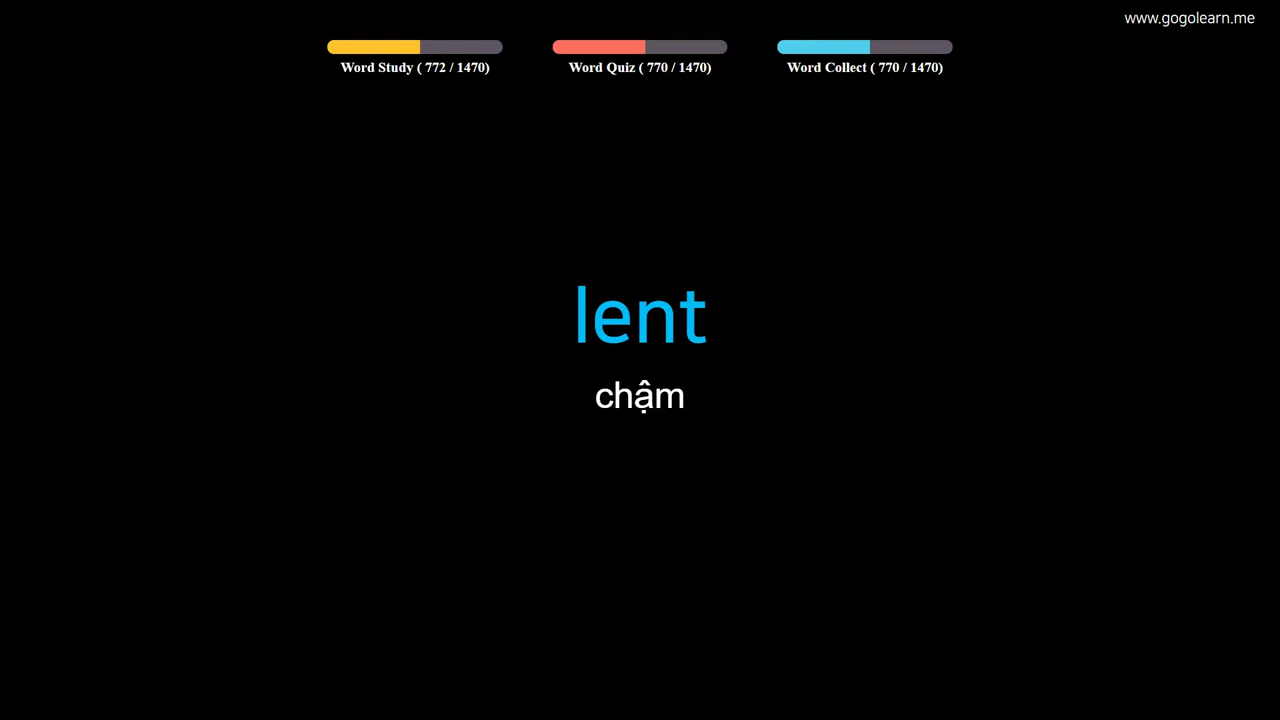 www.gogolearn.me
Word Study ( 772 / 1470)
Word Quiz ( 770 / 1470)
Word Collect ( 770 / 1470)
lent
chậm